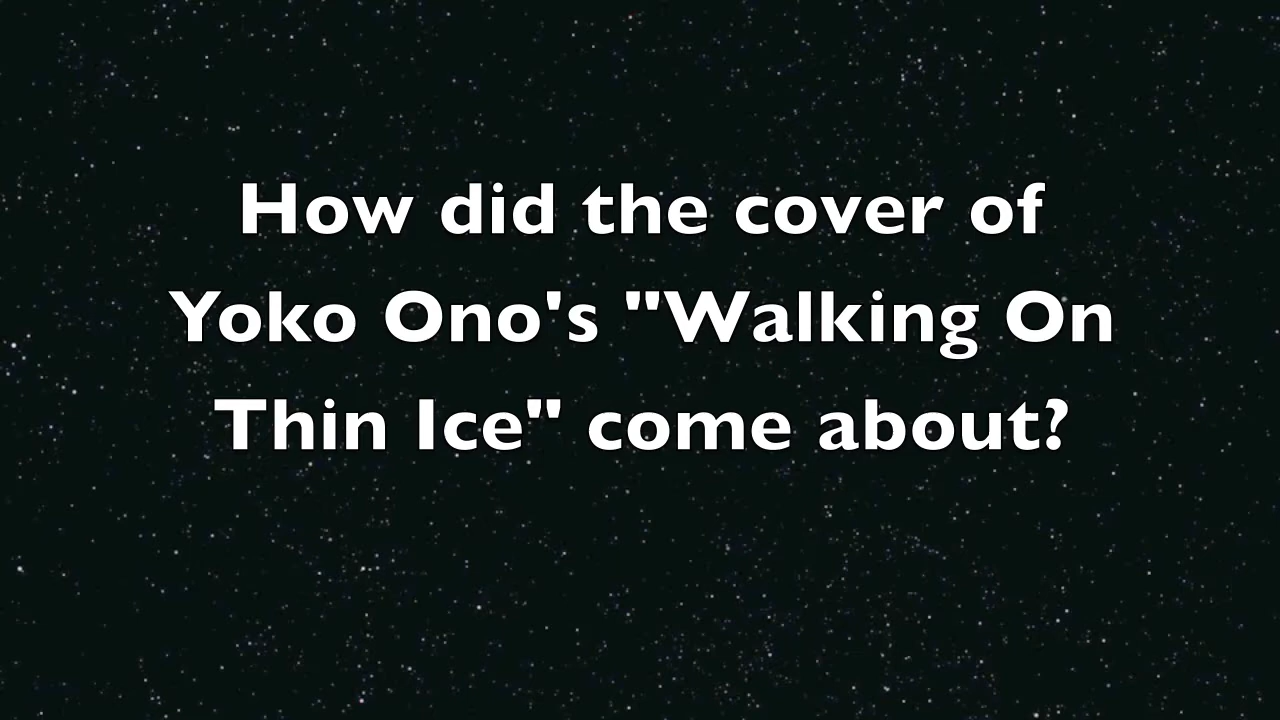 How did the cover of
Yoko Ono's "Walking On
Thin Ice" come about?